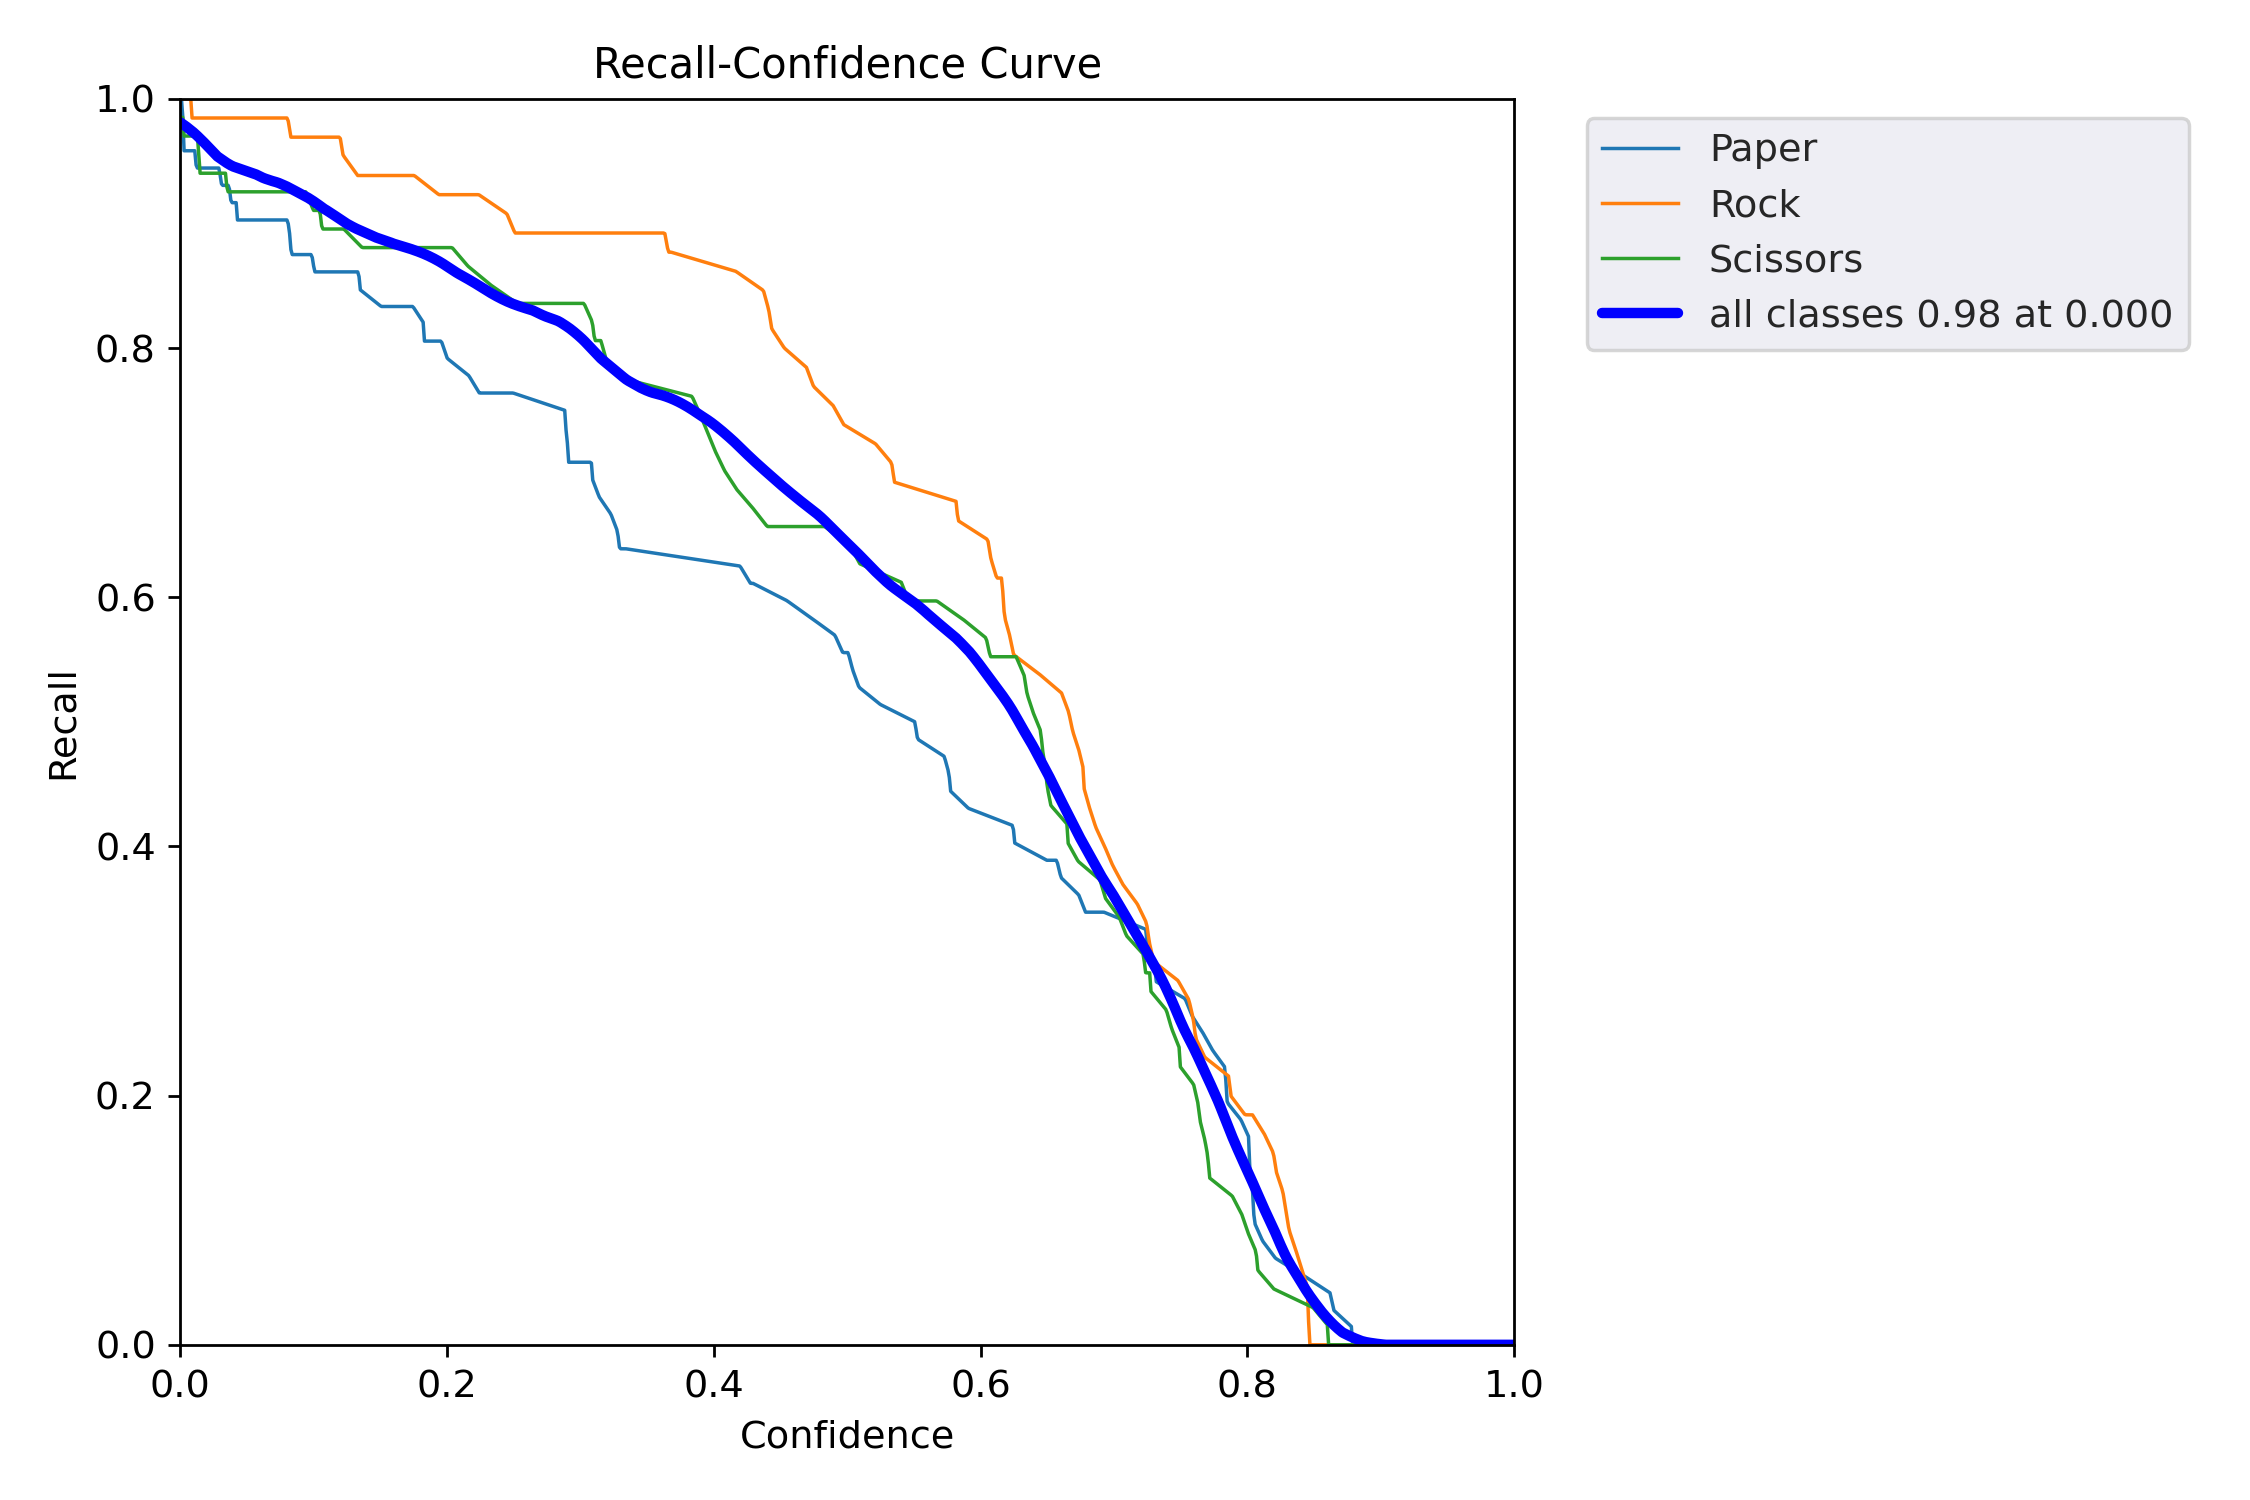 Recall-Confidence Curve
1.0
0.8
0.6
0.4
0.2
0.0
Recall
0.0 0.2 0.4 0.6 0.8 1.0
Confidence
Paper
Rock
Scissors
all classes 0.98 at 0.000